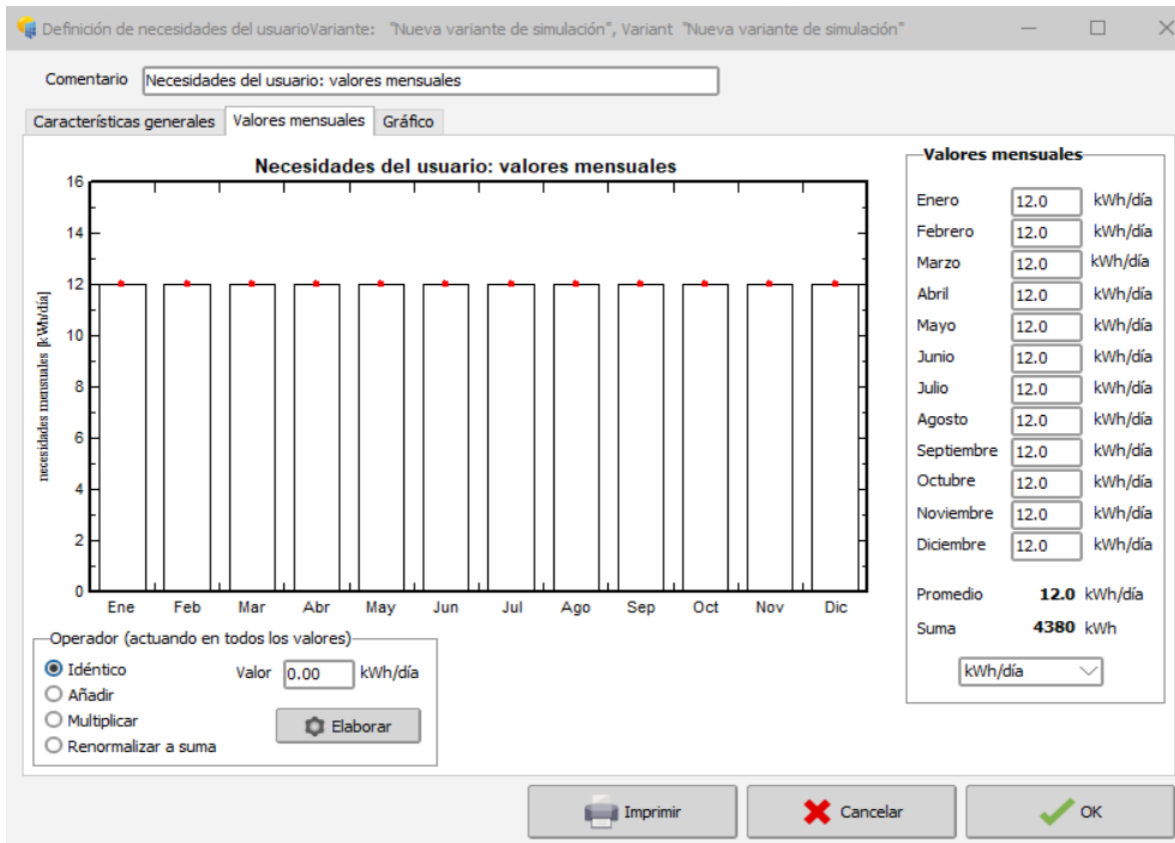 Definición de necesidades del usuarioVariante: "Nueva variante de simulación", Variant "Nueva variante de simulación"
Comentario Necesidades del usuario: valores mensuales
Características generales Valores mensuales Gráfico
Necesidades del usuario: valores mensuales
necesidades mensuales [kWh/día]
16
14
12
10
8
6
4
2
0
Ene Feb Mar Abr May Jun Jul Ago Sep Oct Nov Dic
Valores mensuales
Enero 12.0 kWh/día
Febrero 12.0 kWh/día
Marzo 12.0 kWh/día
Abril 12.0 kWh/día
Mayo 12.0 kWh/día
Junio 12.0 kWh/día
Julio 12.0 kWh/día
Agosto 12.0 kWh/día
Septiembre 12.0 kWh/día
Octubre 12.0 kWh/día
Noviembre 12.0 kWh/día
Diciembre 12.0 kWh/día
Promedio 12.0 kWh/día
Suma 4380 kWh
kWh/día
Operador (actuando en todos los valores)
Idéntico Valor 0.00 kWh/día
Añadir
Multiplicar Elaborar
Renormalizar a suma
Imprimir Cancelar OK